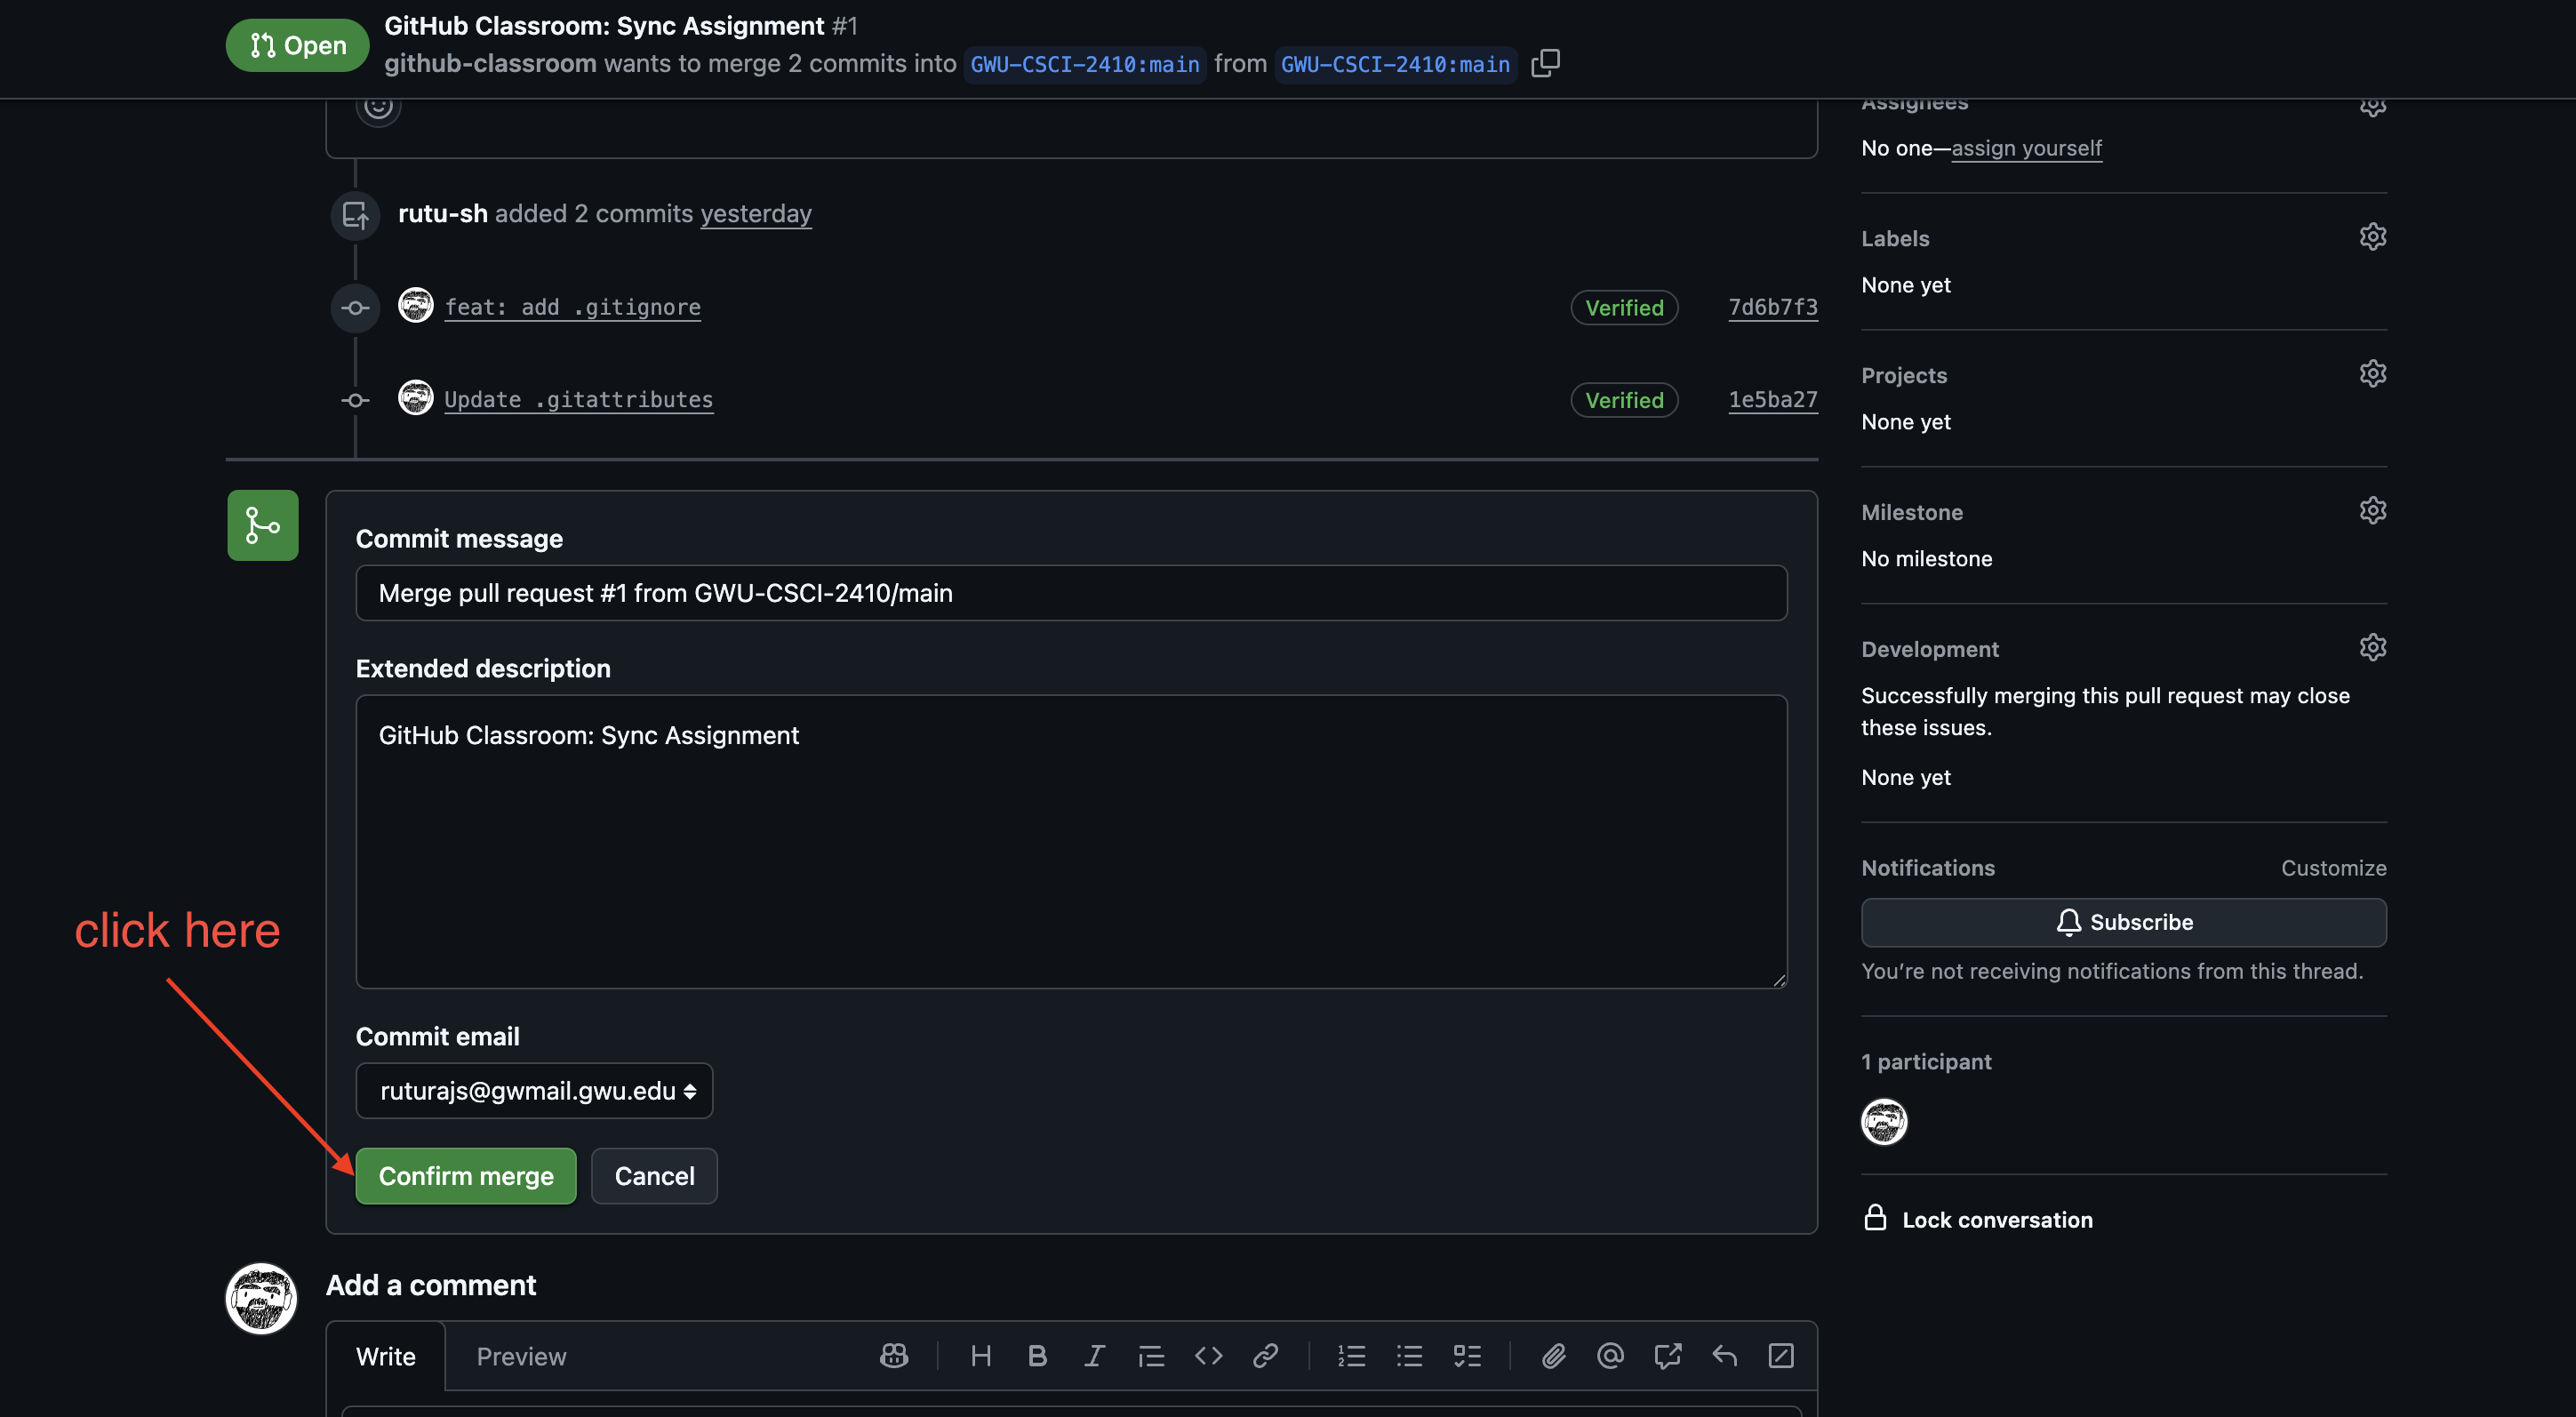 Open
GitHub Classroom: Sync Assignment #1
github-classroom wants to merge 2 commits into GWU-CSCI-2410:main from GWU-CSCI-2410:main
Assignees
No one—assign yourself
rutu-sh added 2 commits yesterday
feat: add .gitignore Verified 7d6b7f3
Update .gitattributes Verified 1e5ba27
Labels
None yet
Projects
None yet
Milestone
No milestone
Development
Successfully merging this pull request may close
these issues.
None yet
Notifications Customize
Subscribe
You’re not receiving notifications from this thread.
1 participant
Lock conversation
Commit message
Merge pull request #1 from GWU-CSCI-2410/main
Extended description
GitHub Classroom: Sync Assignment
click here
Commit email
ruturajs@gwmail.gwu.edu
Confirm merge Cancel
Add a comment
Write Preview